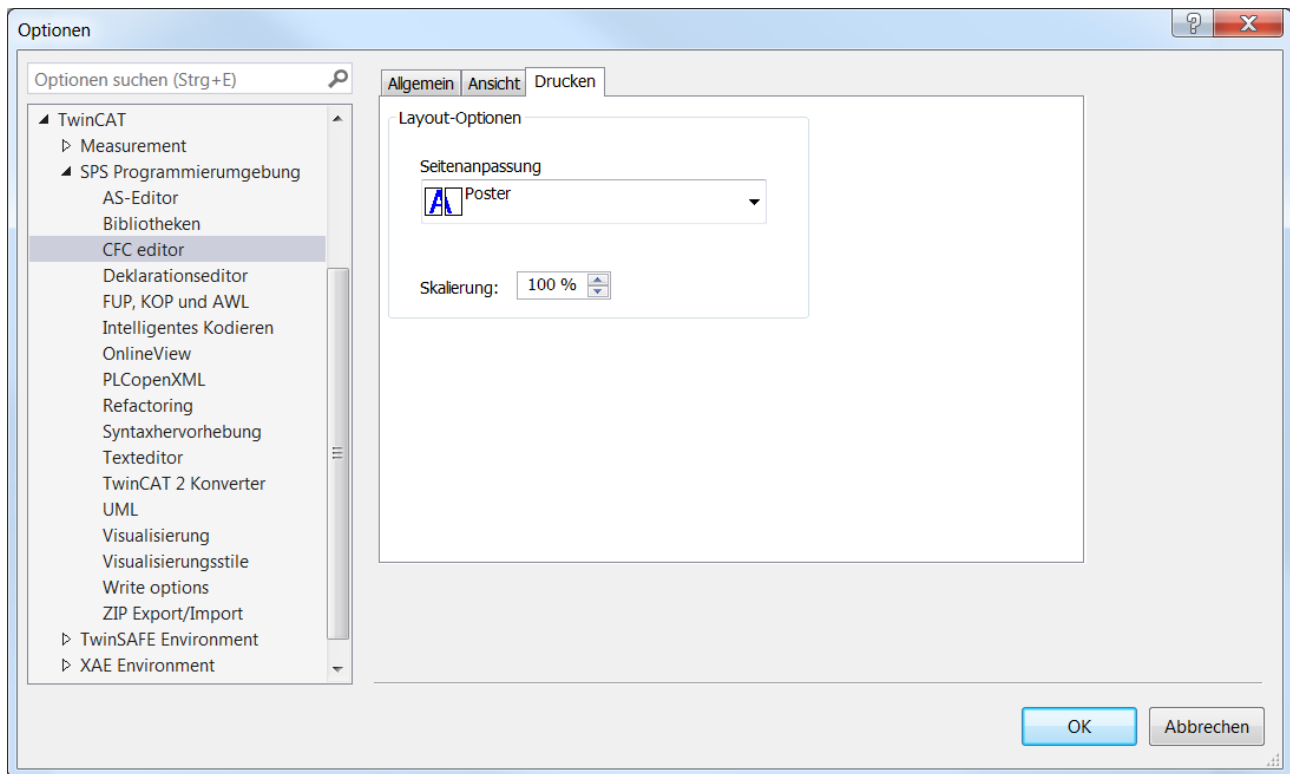 Optionen
Optionen suchen (Strg+E)
TwinCAT
Measurement
SPS Programmierumgebung
AS-Editor
Bibliotheken
CFC editor
Deklarationseditor
FUP, KOP und AWL
Intelligentes Kodieren
OnlineView
PLCopenXML
Refactoring
Syntaxhervorhebung
Texteditor
TwinCAT 2 Konverter
UML
Visualisierung
Visualisierungsstile
Write options
ZIP Export/Import
TwinSAFE Environment
XAE Environment
Allgemein Ansicht Drucken
Layout-Optionen
Seitenanpassung
Poster
Skalierung: 100 %
OK Abbrechen